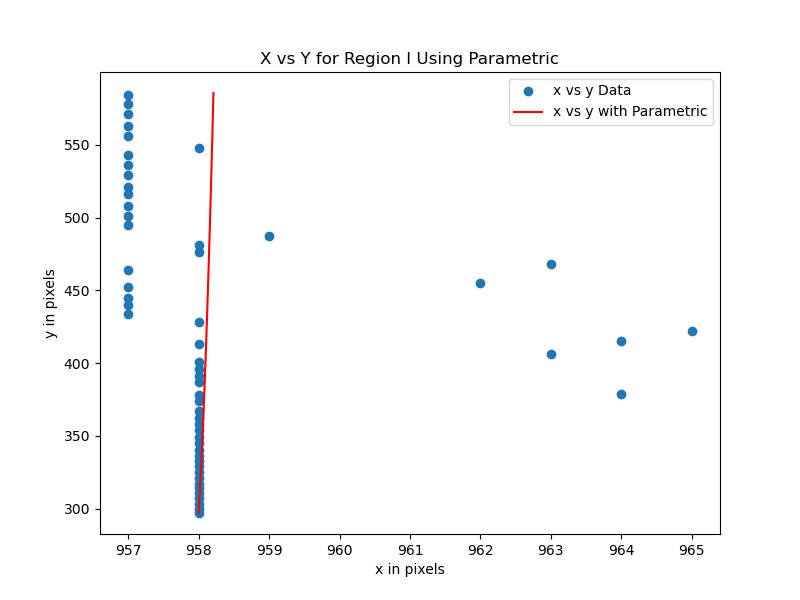 X vs Y for Region I Using Parametric
x vs y Data
x vs y with Parametric
550
500
450
400
350
300
y in pixels
957 958 959 960 961 962 963 964 965
x in pixels